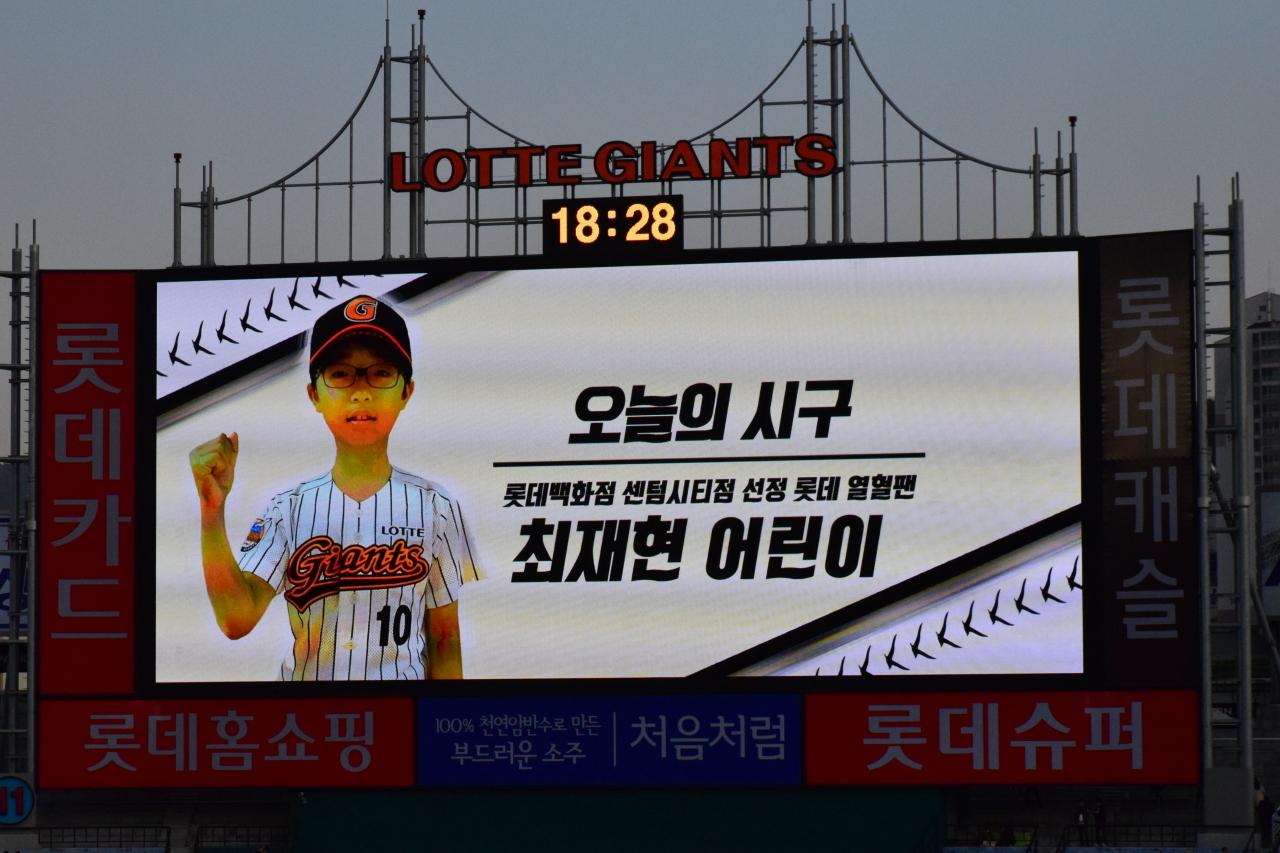 LOTTE GIANTS
18:28
롯데카드
롯데캐슬
G
오늘의 시구
롯데백화점 센텀시티점 선정 롯데 열혈팬
최재현 어린이
LOTTE
Giants
10
롯데홈쇼핑
100% 천연암반수로 만든
부드러운 소주
처음처럼
롯데슈퍼
11